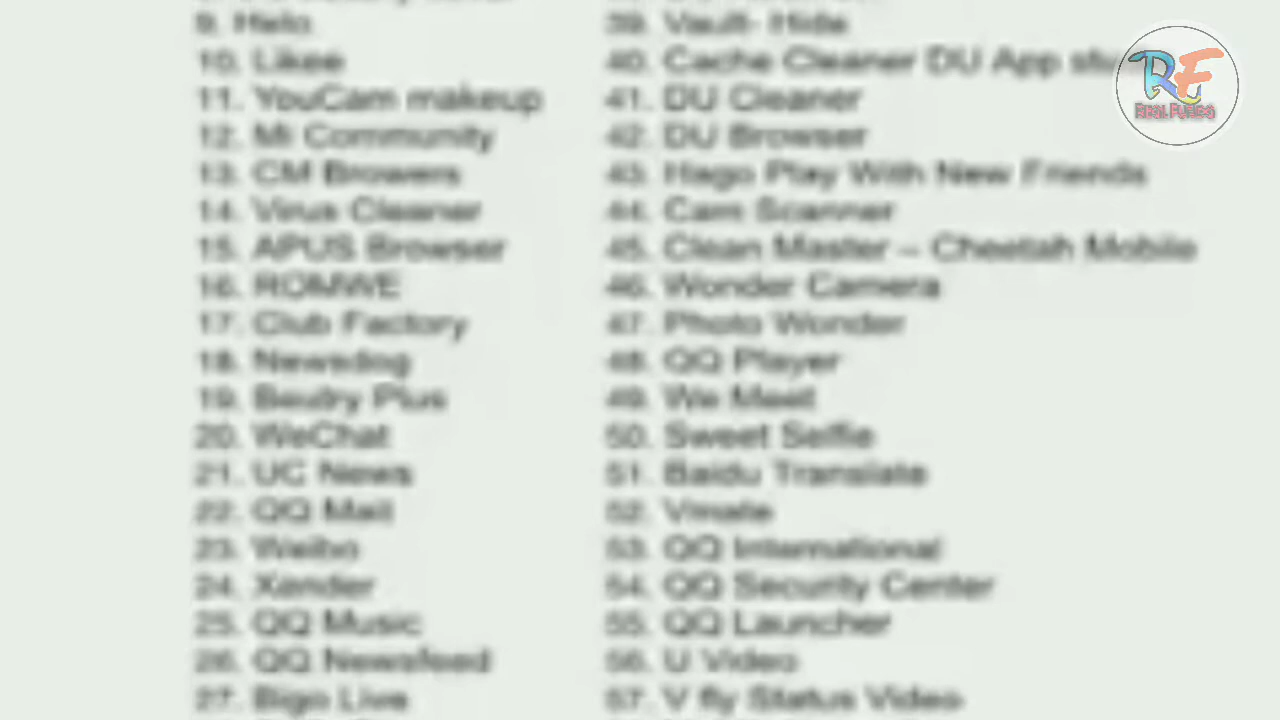 9. Helo
10. Likee
11. YouCam makeup
12. Mi Community
13. CM Browers
14. Virus Cleaner
15. APUS Browser
16. ROMWE
17. Club Factory
18. Newsdog
19. Beutry Plus
20. WeChat
21. UC News
22. QQ Mail
23. Weibo
24. Xender
25. QQ Music
26. QQ Newsfeed
27. Bigo Live
39. Vault- Hide
40. Cache Cleaner DU App
41. DU Cleaner
42. DU Browser
43. Hago Play With New Friends
44. Cam Scanner
45. Clean Master – Cheetah Mobile
46. Wonder Camera
47. Photo Wonder
48. QQ Player
49. We Meet
50. Sweet Selfie
51. Baidu Translate
52. Vmate
53. QQ International
54. QQ Security Center
55. QQ Launcher
56. U Video
57. V fly Status Video
RF